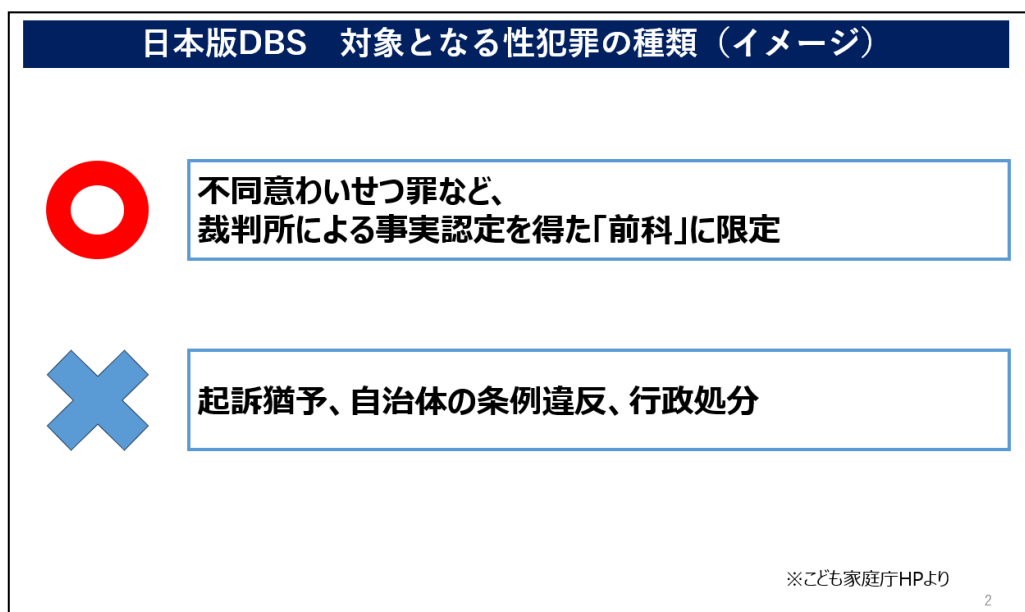 日本版DBS　対象となる性犯罪の種類（イメージ）
不同意わいせつ罪など、
裁判所による事実認定を得た「前科」に限定
起訴猶予、自治体の条例違反、行政処分
※こども家庭庁HPより
2